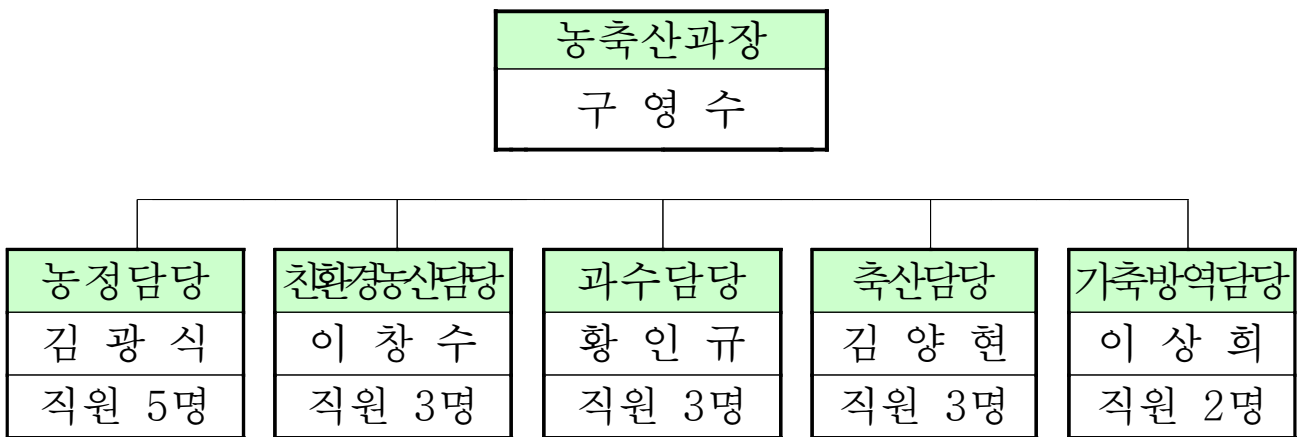 농축산과장
구 영 수
농정담당
김 광 식
직원 5명
친환경농산담당
이 창 수
직원 3명
과수담당
황 인 규
직원 3명
축산담당
김 양 현
직원 3명
가축방역담당
이 상 희
직원 2명